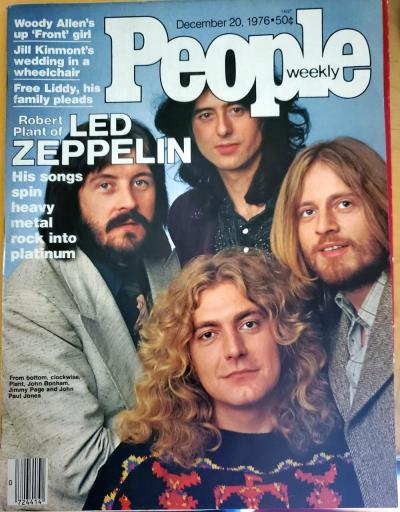 Woody Allen's
up 'Front' girl
Jill Kinmont's
wedding in a
wheelchair
Free Liddy, his
family pleads
December 20, 1976•50¢
People
weekly
Robert
Plant of LED
ZEPPELIN
His songs
spin
heavy
metal
rock into
platinum
From bottom, clockwise,
Plant, John Bonham,
Jimmy Page and John
Paul Jones
0
724414